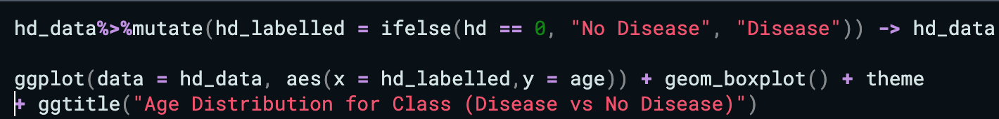 hd_data%>%mutate(hd_labelled = ifelse(hd == 0, "No Disease", "Disease")) -> hd_data
ggplot(data = hd_data, aes(x = hd_labelled,y = age)) + geom_boxplot() + theme
+ ggtitle("Age Distribution for Class (Disease vs No Disease)")